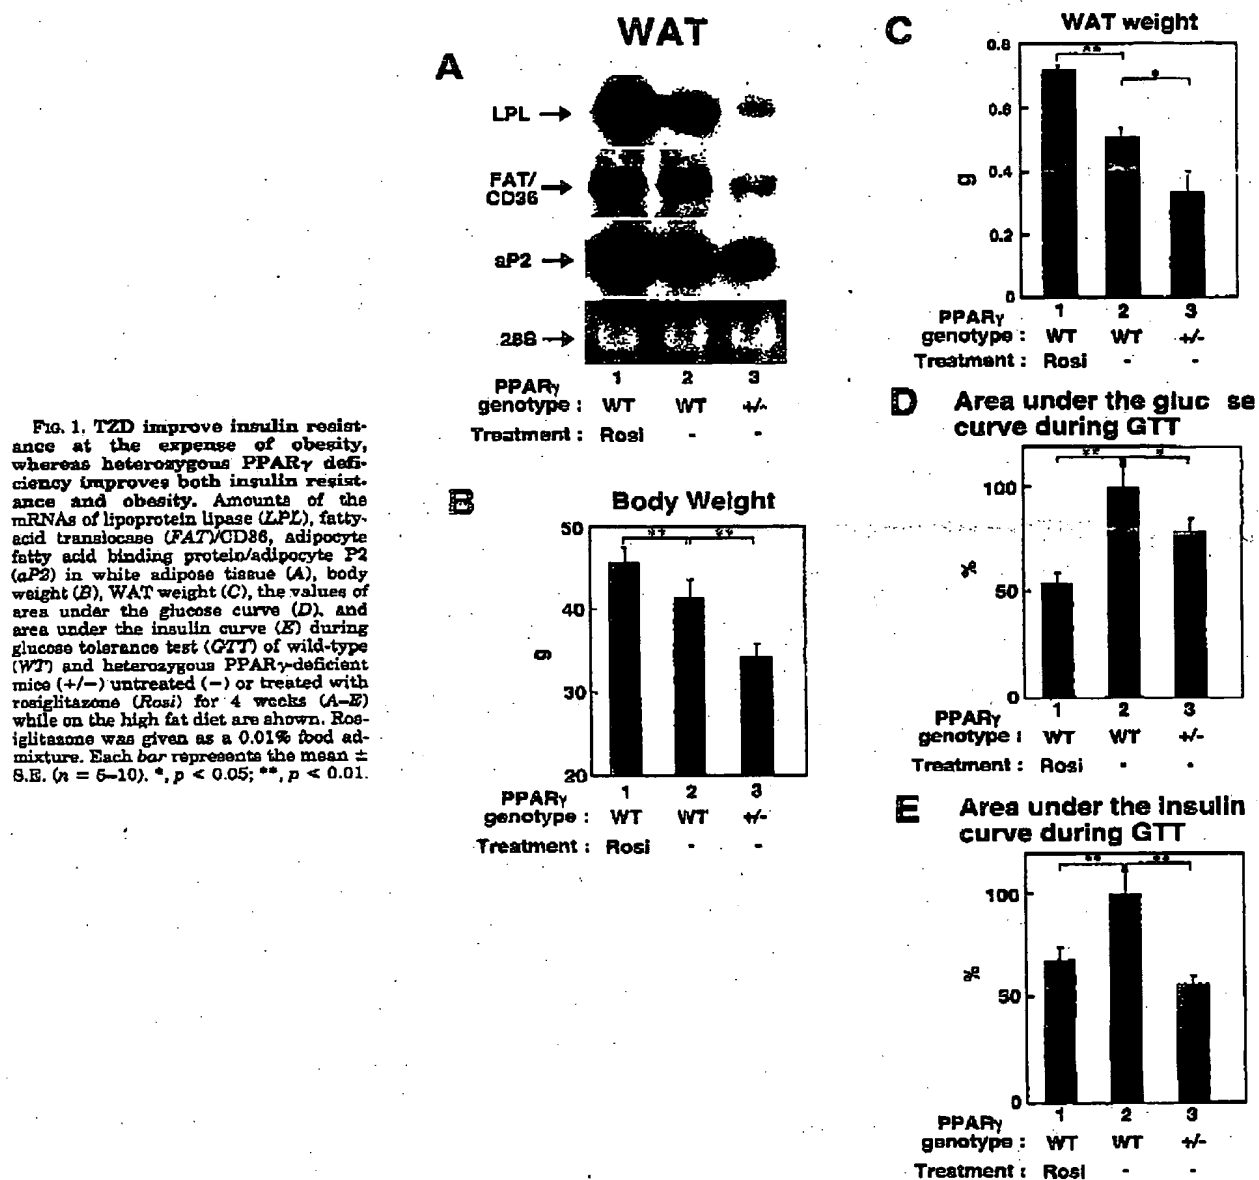 WAT
A
LPL →
FAT/
CD36 →
aP2 →
28S →
1 2 3
PPARγ
genotype : WT WT +/-
Treatment : Rosi - -
B
Body Weight
** **
50
40
30
20
g
1 2 3
PPARγ
genotype : WT WT +/-
Treatment : Rosi - -
C
WAT weight
** *
0.8
0.6
0.4
0.2
0
g
1 2 3
PPARγ
genotype : WT WT +/-
Treatment : Rosi - -
D
Area under the gluc se
curve during GTT
** *
100
50
0
%
1 2 3
PPARγ
genotype : WT WT +/-
Treatment : Rosi - -
E
Area under the insulin
curve during GTT
** **
100
50
0
%
1 2 3
PPARγ
genotype : WT WT +/-
Treatment : Rosi - -
FIG. 1. TZD improve insulin resist-
ance at the expense of obesity,
whereas heterozygous PPARγ defi-
ciency improves both insulin resist-
ance and obesity. Amounts of the
mRNAs of lipoprotein lipase (LPL), fatty-
acid translocase (FAT)/CD36, adipocyte
fatty acid binding protein/adipocyte P2
(aP2) in white adipose tissue (A), body
weight (B), WAT weight (C), the values of
area under the glucose curve (D), and
area under the insulin curve (E) during
glucose tolerance test (GTT) of wild-type
(WT) and heterozygous PPARγ-deficient
mice (+/−) untreated (−) or treated with
rosiglitazone (Rosi) for 4 weeks (A–E)
while on the high fat diet are shown. Ros-
iglitazone was given as a 0.01% food ad-
mixture. Each bar represents the mean ±
S.E. (n = 5–10). *, p < 0.05; **, p < 0.01.